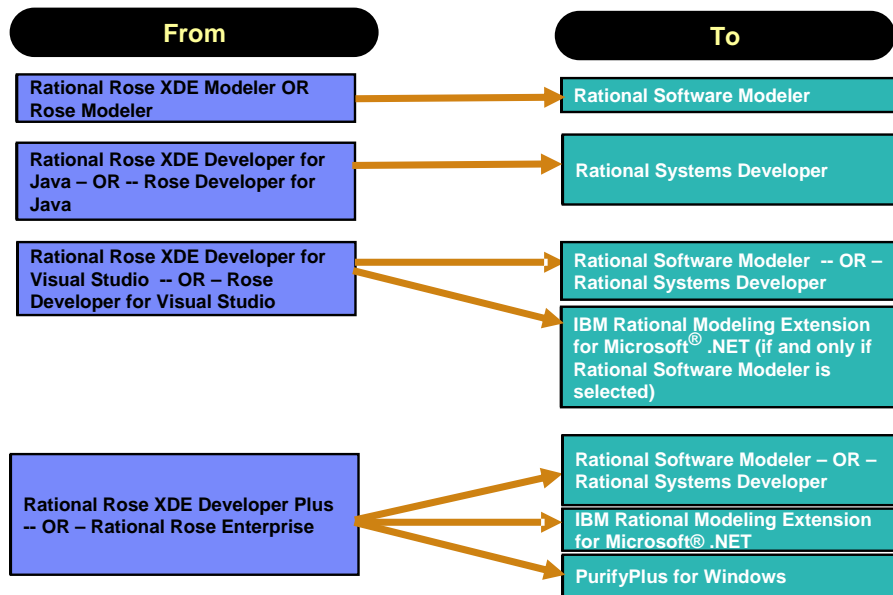 From
To
Rational Rose XDE Modeler OR
Rose Modeler
Rational Software Modeler
Rational Rose XDE Developer for
Java – OR -- Rose Developer for
Java
Rational Systems Developer
Rational Rose XDE Developer for
Visual Studio -- OR – Rose
Developer for Visual Studio
Rational Software Modeler -- OR –
Rational Systems Developer
IBM Rational Modeling Extension
for Microsoft® .NET (if and only if
Rational Software Modeler is
selected)
Rational Rose XDE Developer Plus
-- OR – Rational Rose Enterprise
Rational Software Modeler – OR –
Rational Systems Developer
IBM Rational Modeling Extension
for Microsoft® .NET
PurifyPlus for Windows